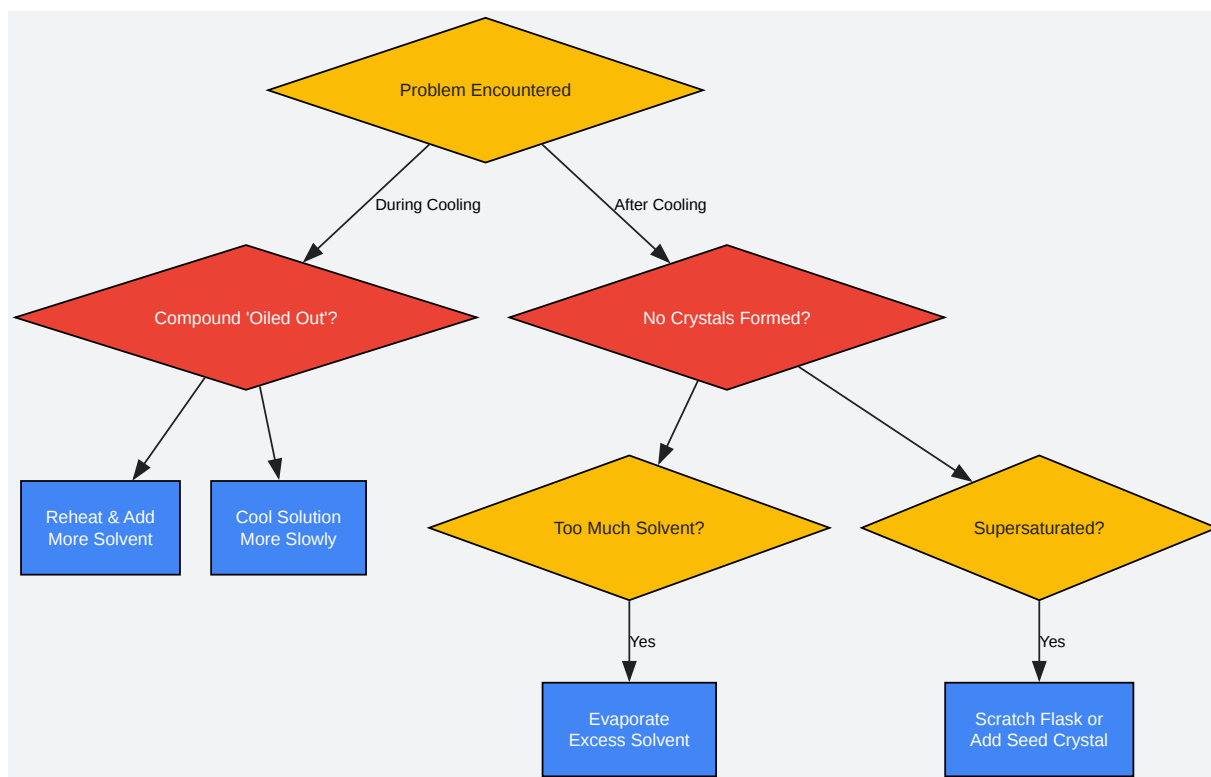 Problem Encountered
During Cooling
After Cooling
Compound 'Oiled Out'?
No Crystals Formed?
Reheat & Add
More Solvent
Cool Solution
More Slowly
Too Much Solvent?
Supersaturated?
Yes
Yes
Evaporate
Excess Solvent
Scratch Flask or
Add Seed Crystal